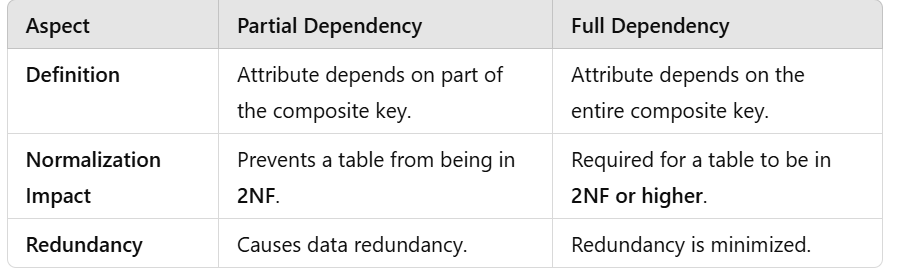 Aspect Partial Dependency Full Dependency
Definition Attribute depends on part of Attribute depends on the
the composite key. entire composite key.
Normalization Prevents a table from being in Required for a table to be in
Impact 2NF. 2NF or higher.
Redundancy Causes data redundancy. Redundancy is minimized.